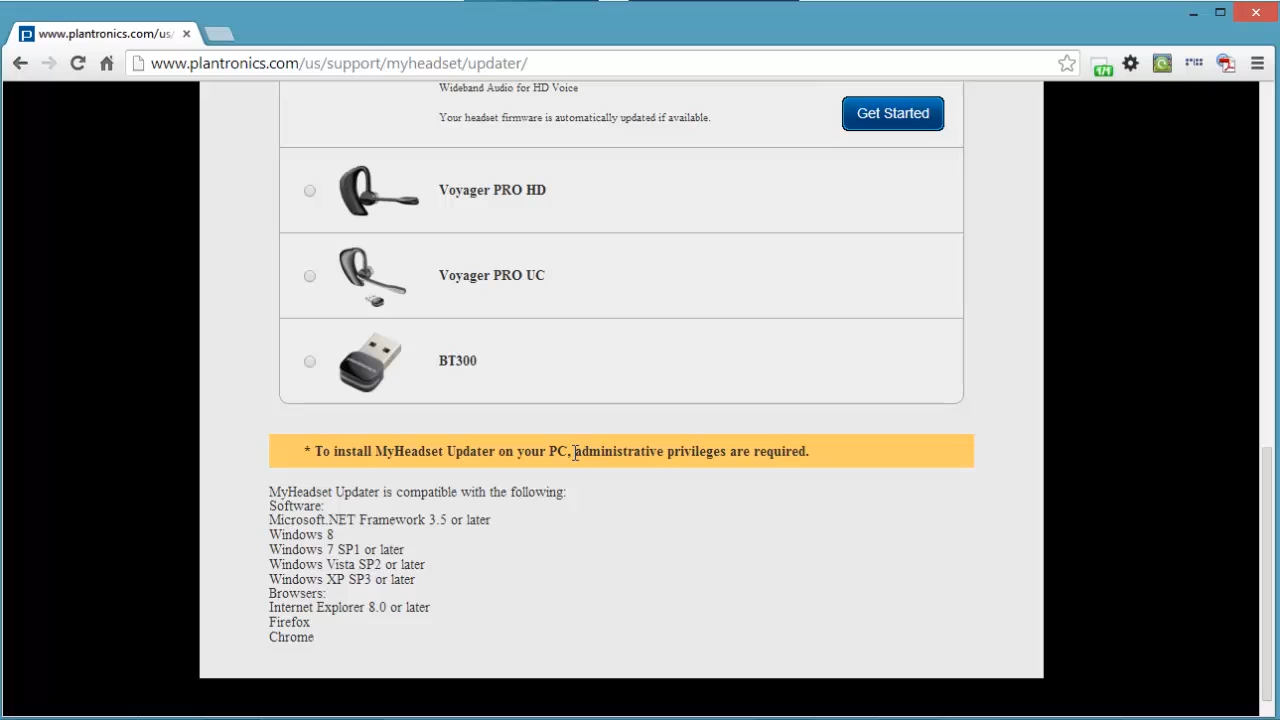 www.plantronics.com/us/
www.plantronics.com/us/support/myheadset/updater/
1/1
Wideband Audio for HD Voice
Your headset firmware is automatically updated if available.
Get Started
Voyager PRO HD
Voyager PRO UC
BT300
* To install MyHeadset Updater on your PC, administrative privileges are required.
MyHeadset Updater is compatible with the following:
Software:
Microsoft.NET Framework 3.5 or later
Windows 8
Windows 7 SP1 or later
Windows Vista SP2 or later
Windows XP SP3 or later
Browsers:
Internet Explorer 8.0 or later
Firefox
Chrome